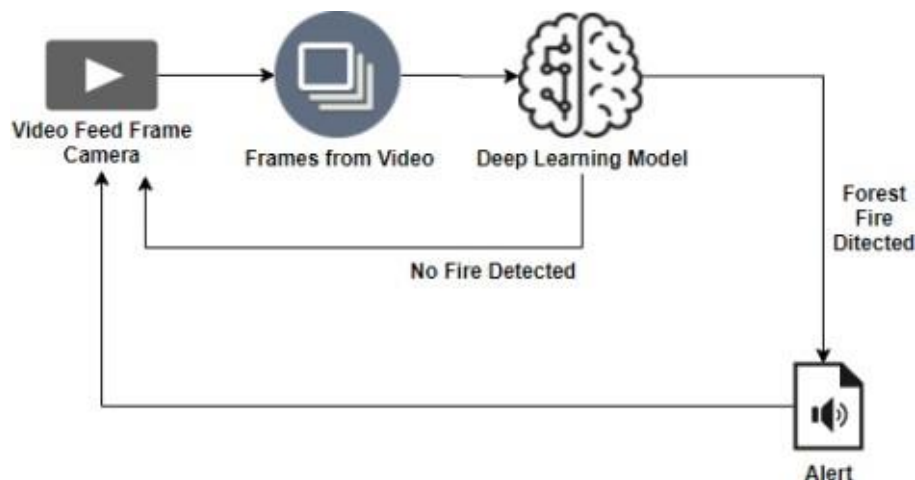 Video Feed Frame
Camera
Frames from Video
Deep Learning Model
Forest
Fire
Ditected
No Fire Detected
Alert